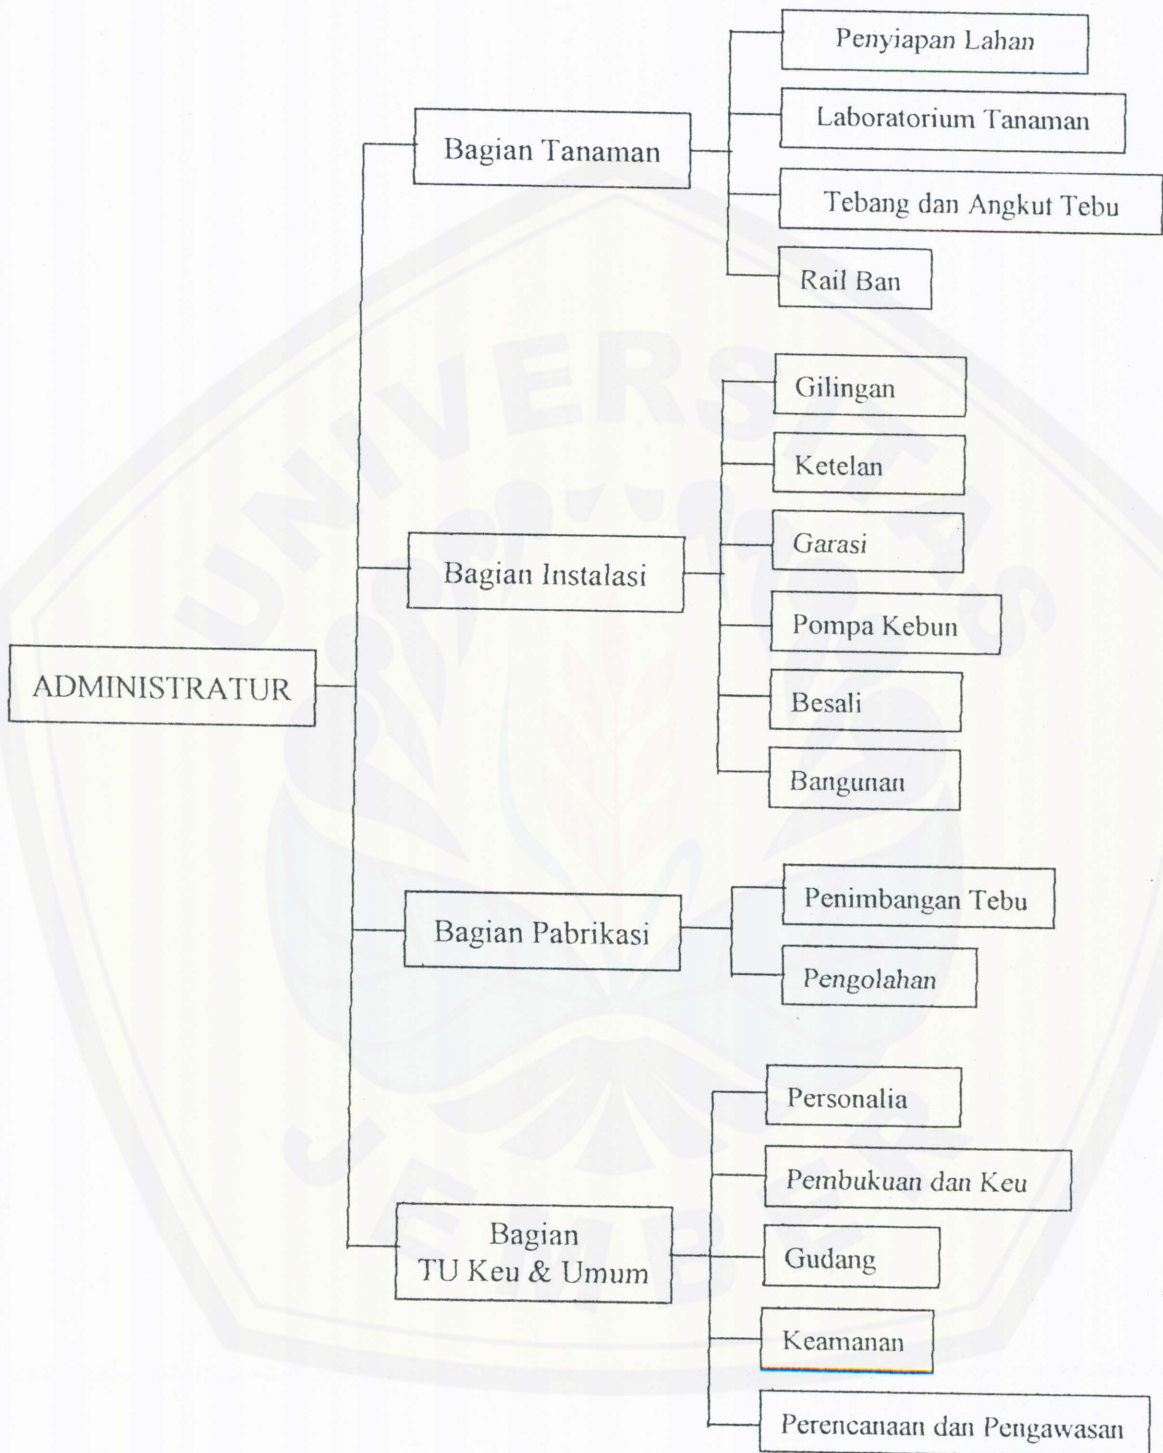 Penyiapan Lahan
Laboratorium Tanaman
Bagian Tanaman
Tebang dan Angkut Tebu
Rail Ban
Gilingan
Ketelan
Garasi
Bagian Instalasi
Pompa Kebun
ADMINISTRATUR
Besali
Bangunan
Penimbangan Tebu
Bagian Pabrikasi
Pengolahan
Personalia
Pembukuan dan Keu
Bagian
TU Keu & Umum
Gudang
Keamanan
Perencanaan dan Pengawasan
UNIVERSITAS
JEMBER